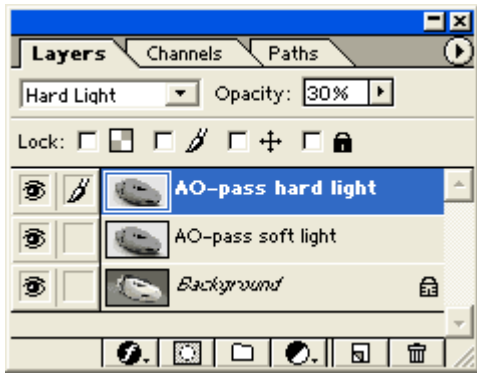 Layers Channels Paths
Hard Light Opacity: 30%
Lock:
AO-pass hard light
AO-pass soft light
Background